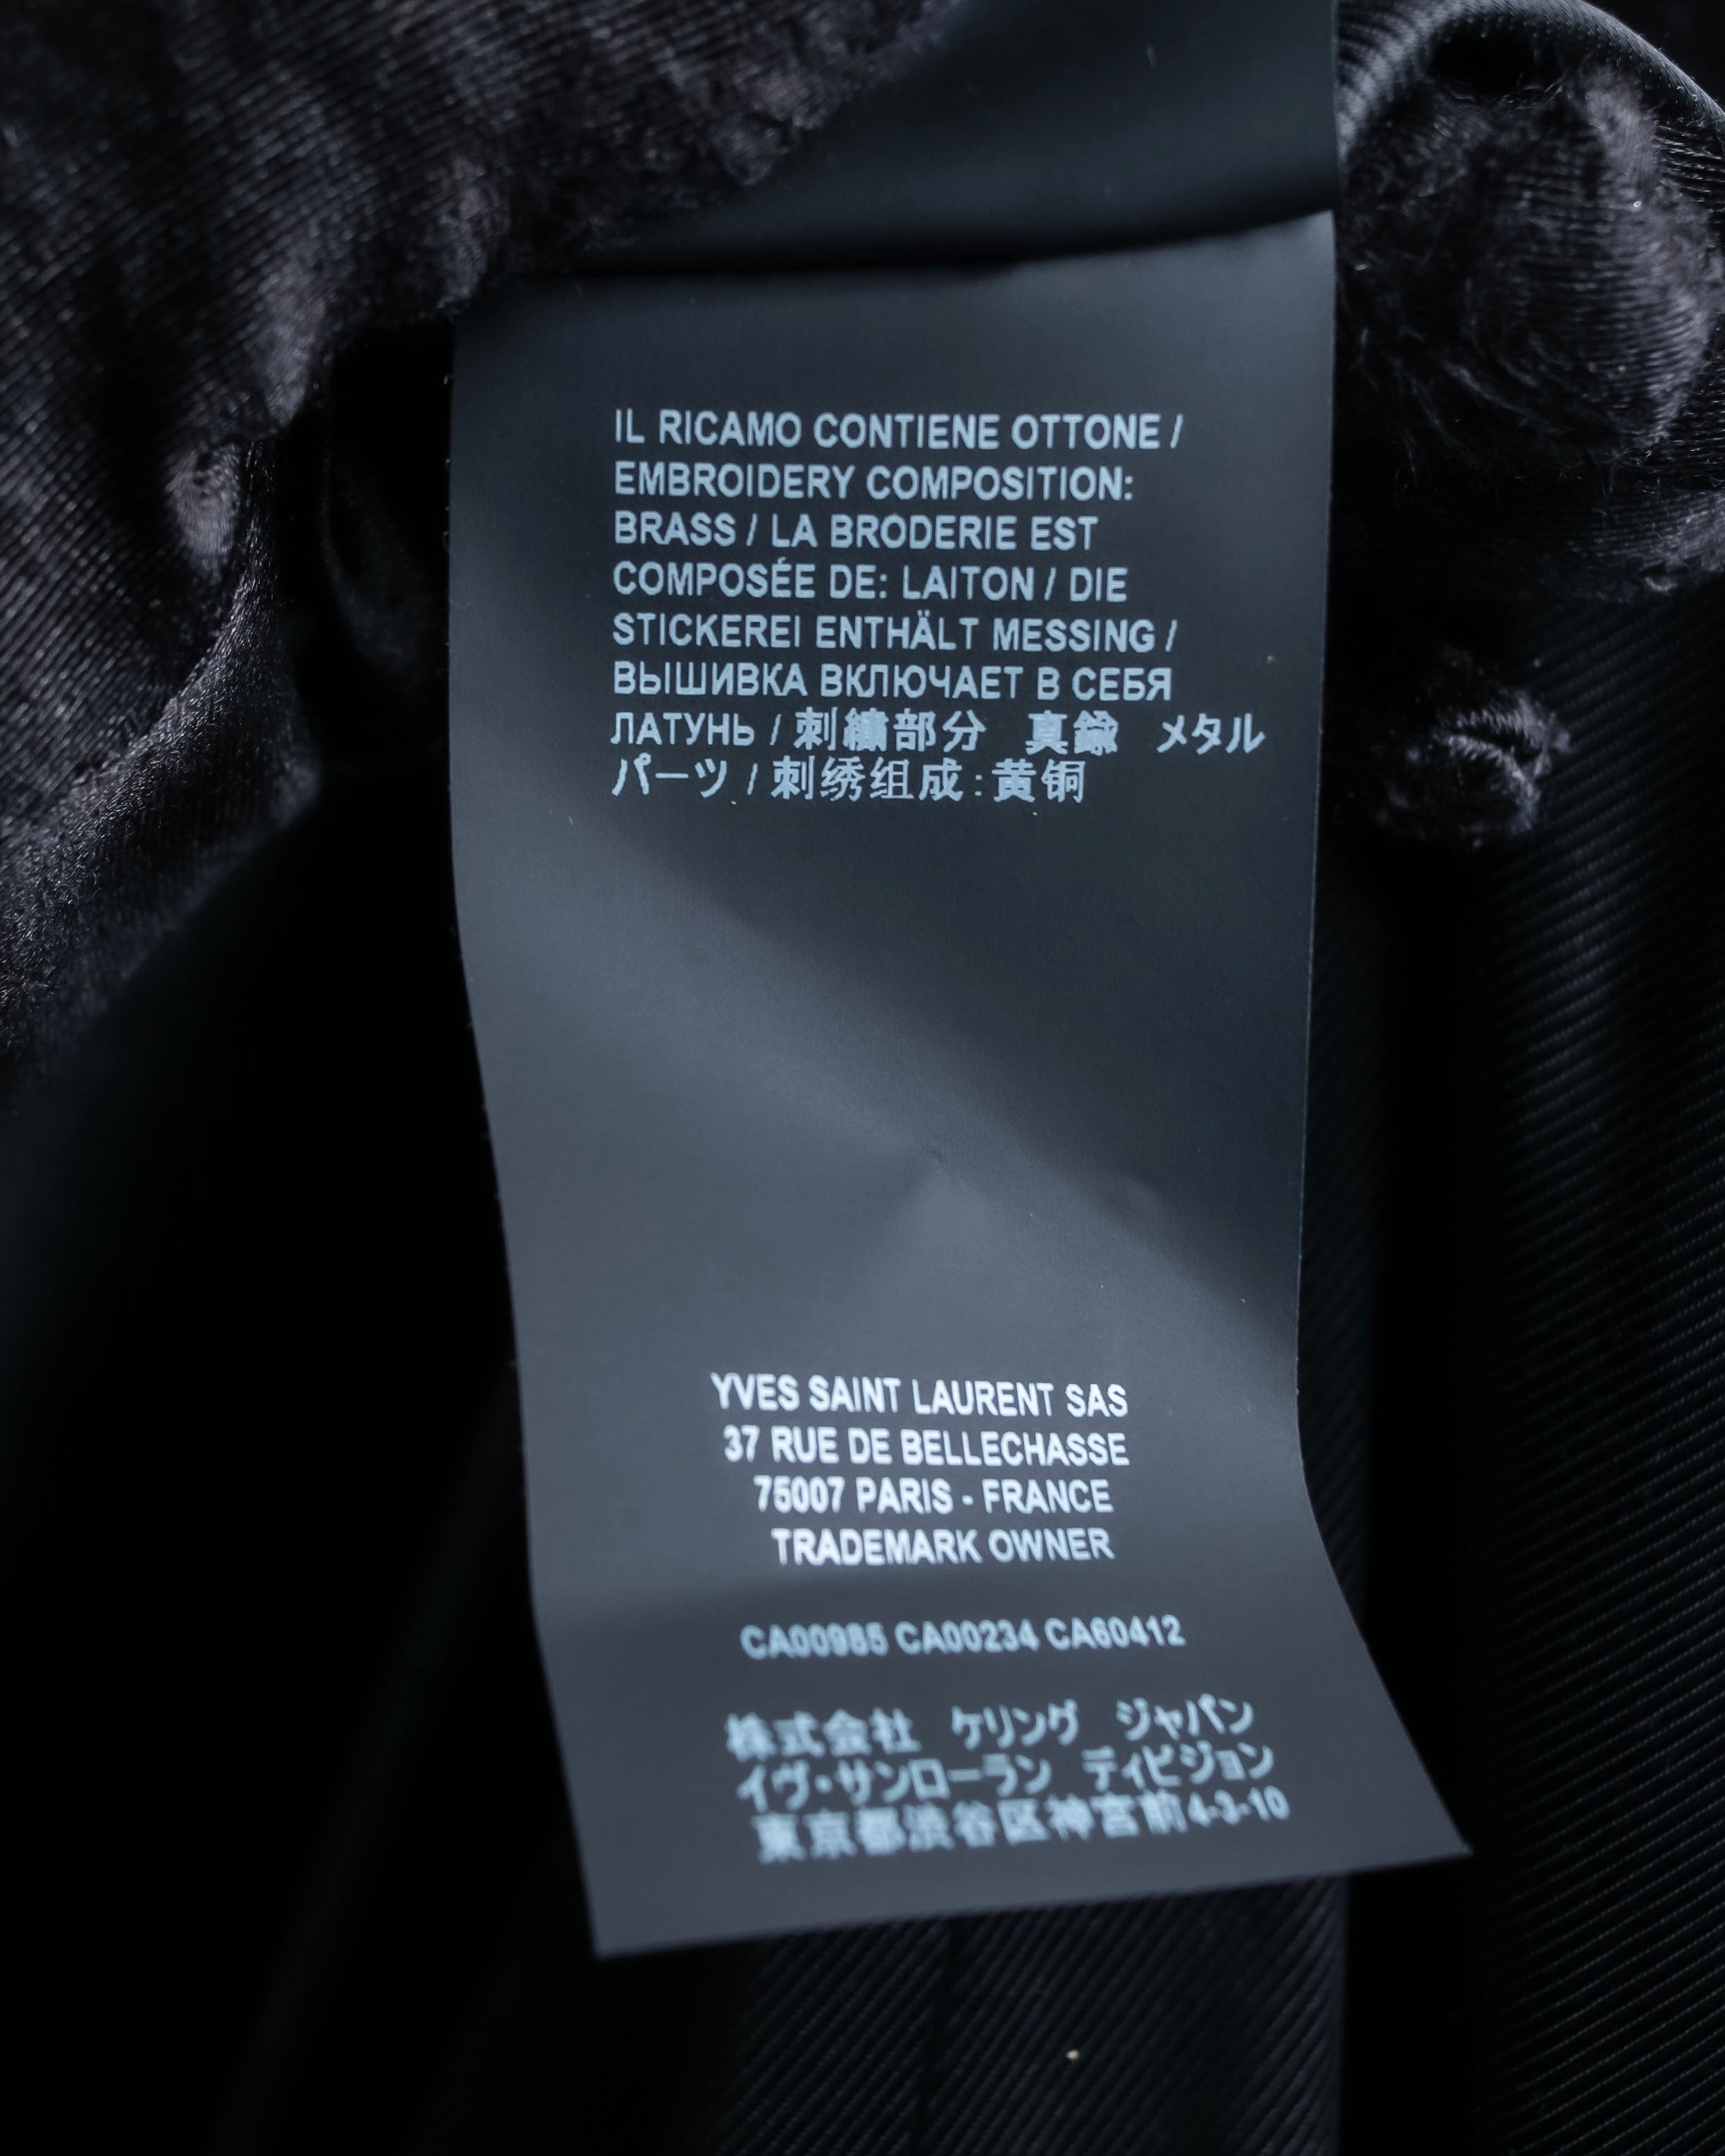 IL RICAMO CONTIENE OTTONE /
EMBROIDERY COMPOSITION:
BRASS / LA BRODERIE EST
COMPOSÉE DE: LAITON / DIE
STICKEREI ENTHÄLT MESSING /
ВЫШИВКА ВКЛЮЧАЕТ В СЕБЯ
ЛАТУНЬ / 刺繍部分　真鍮　メタル
パーツ / 刺绣组成:黄铜
YVES SAINT LAURENT SAS
37 RUE DE BELLECHASSE
75007 PARIS - FRANCE
TRADEMARK OWNER
CA00985 CA00234 CA60412
株式会社　ケリング　ジャパン
イヴ・サンローラン　ディビジョン
東京都渋谷区神宮前4-3-10